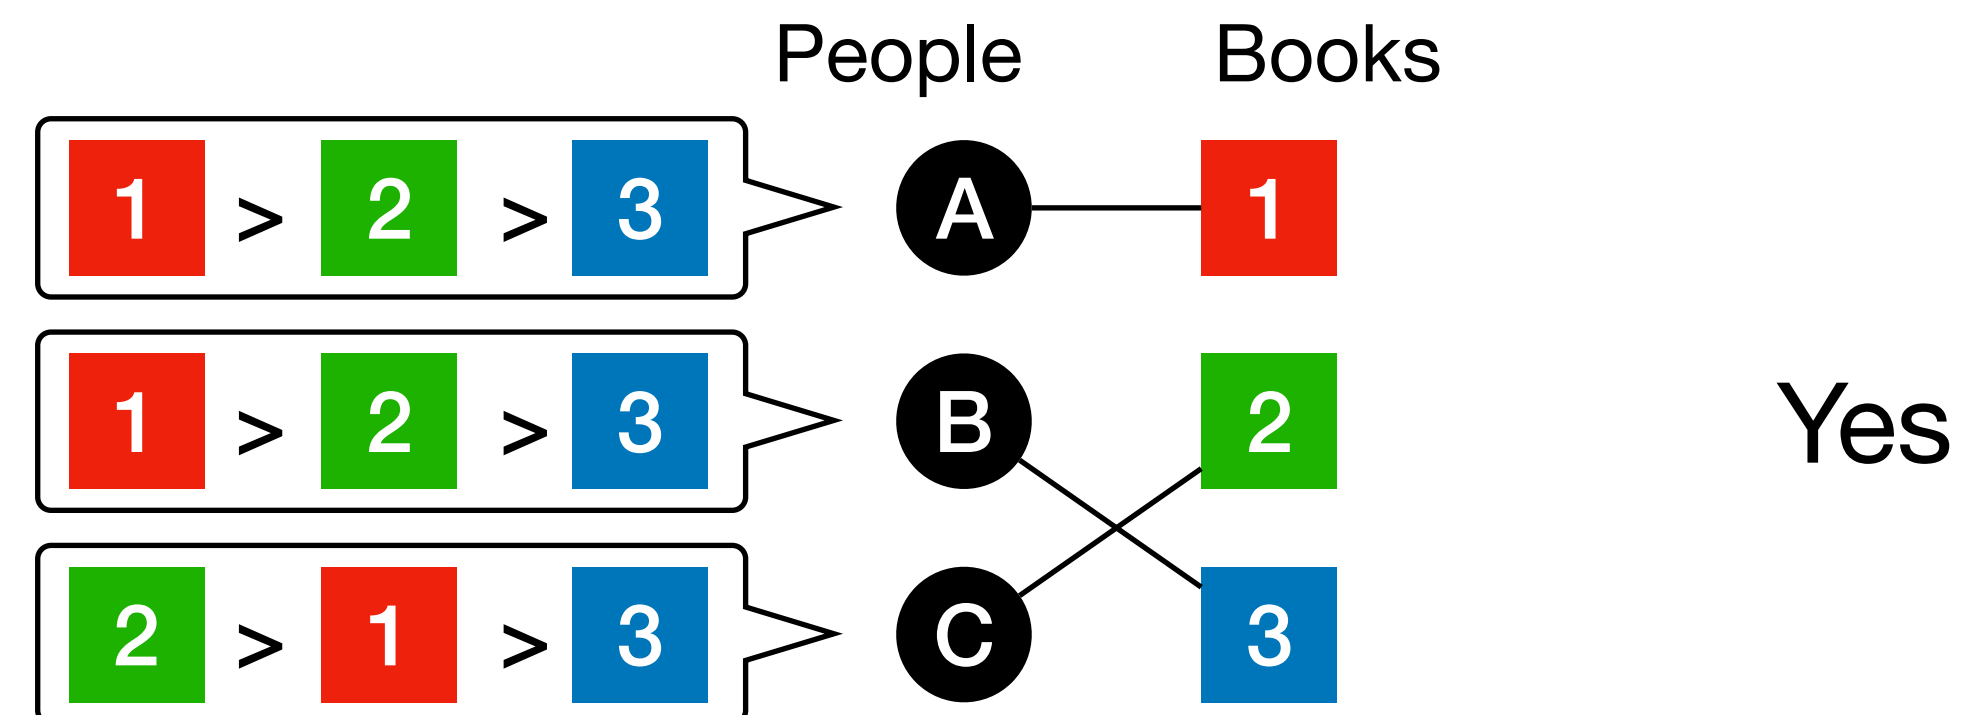 People Books
1 > 2 > 3 A 1
1 > 2 > 3 B 2 Yes
2 > 1 > 3 C 3